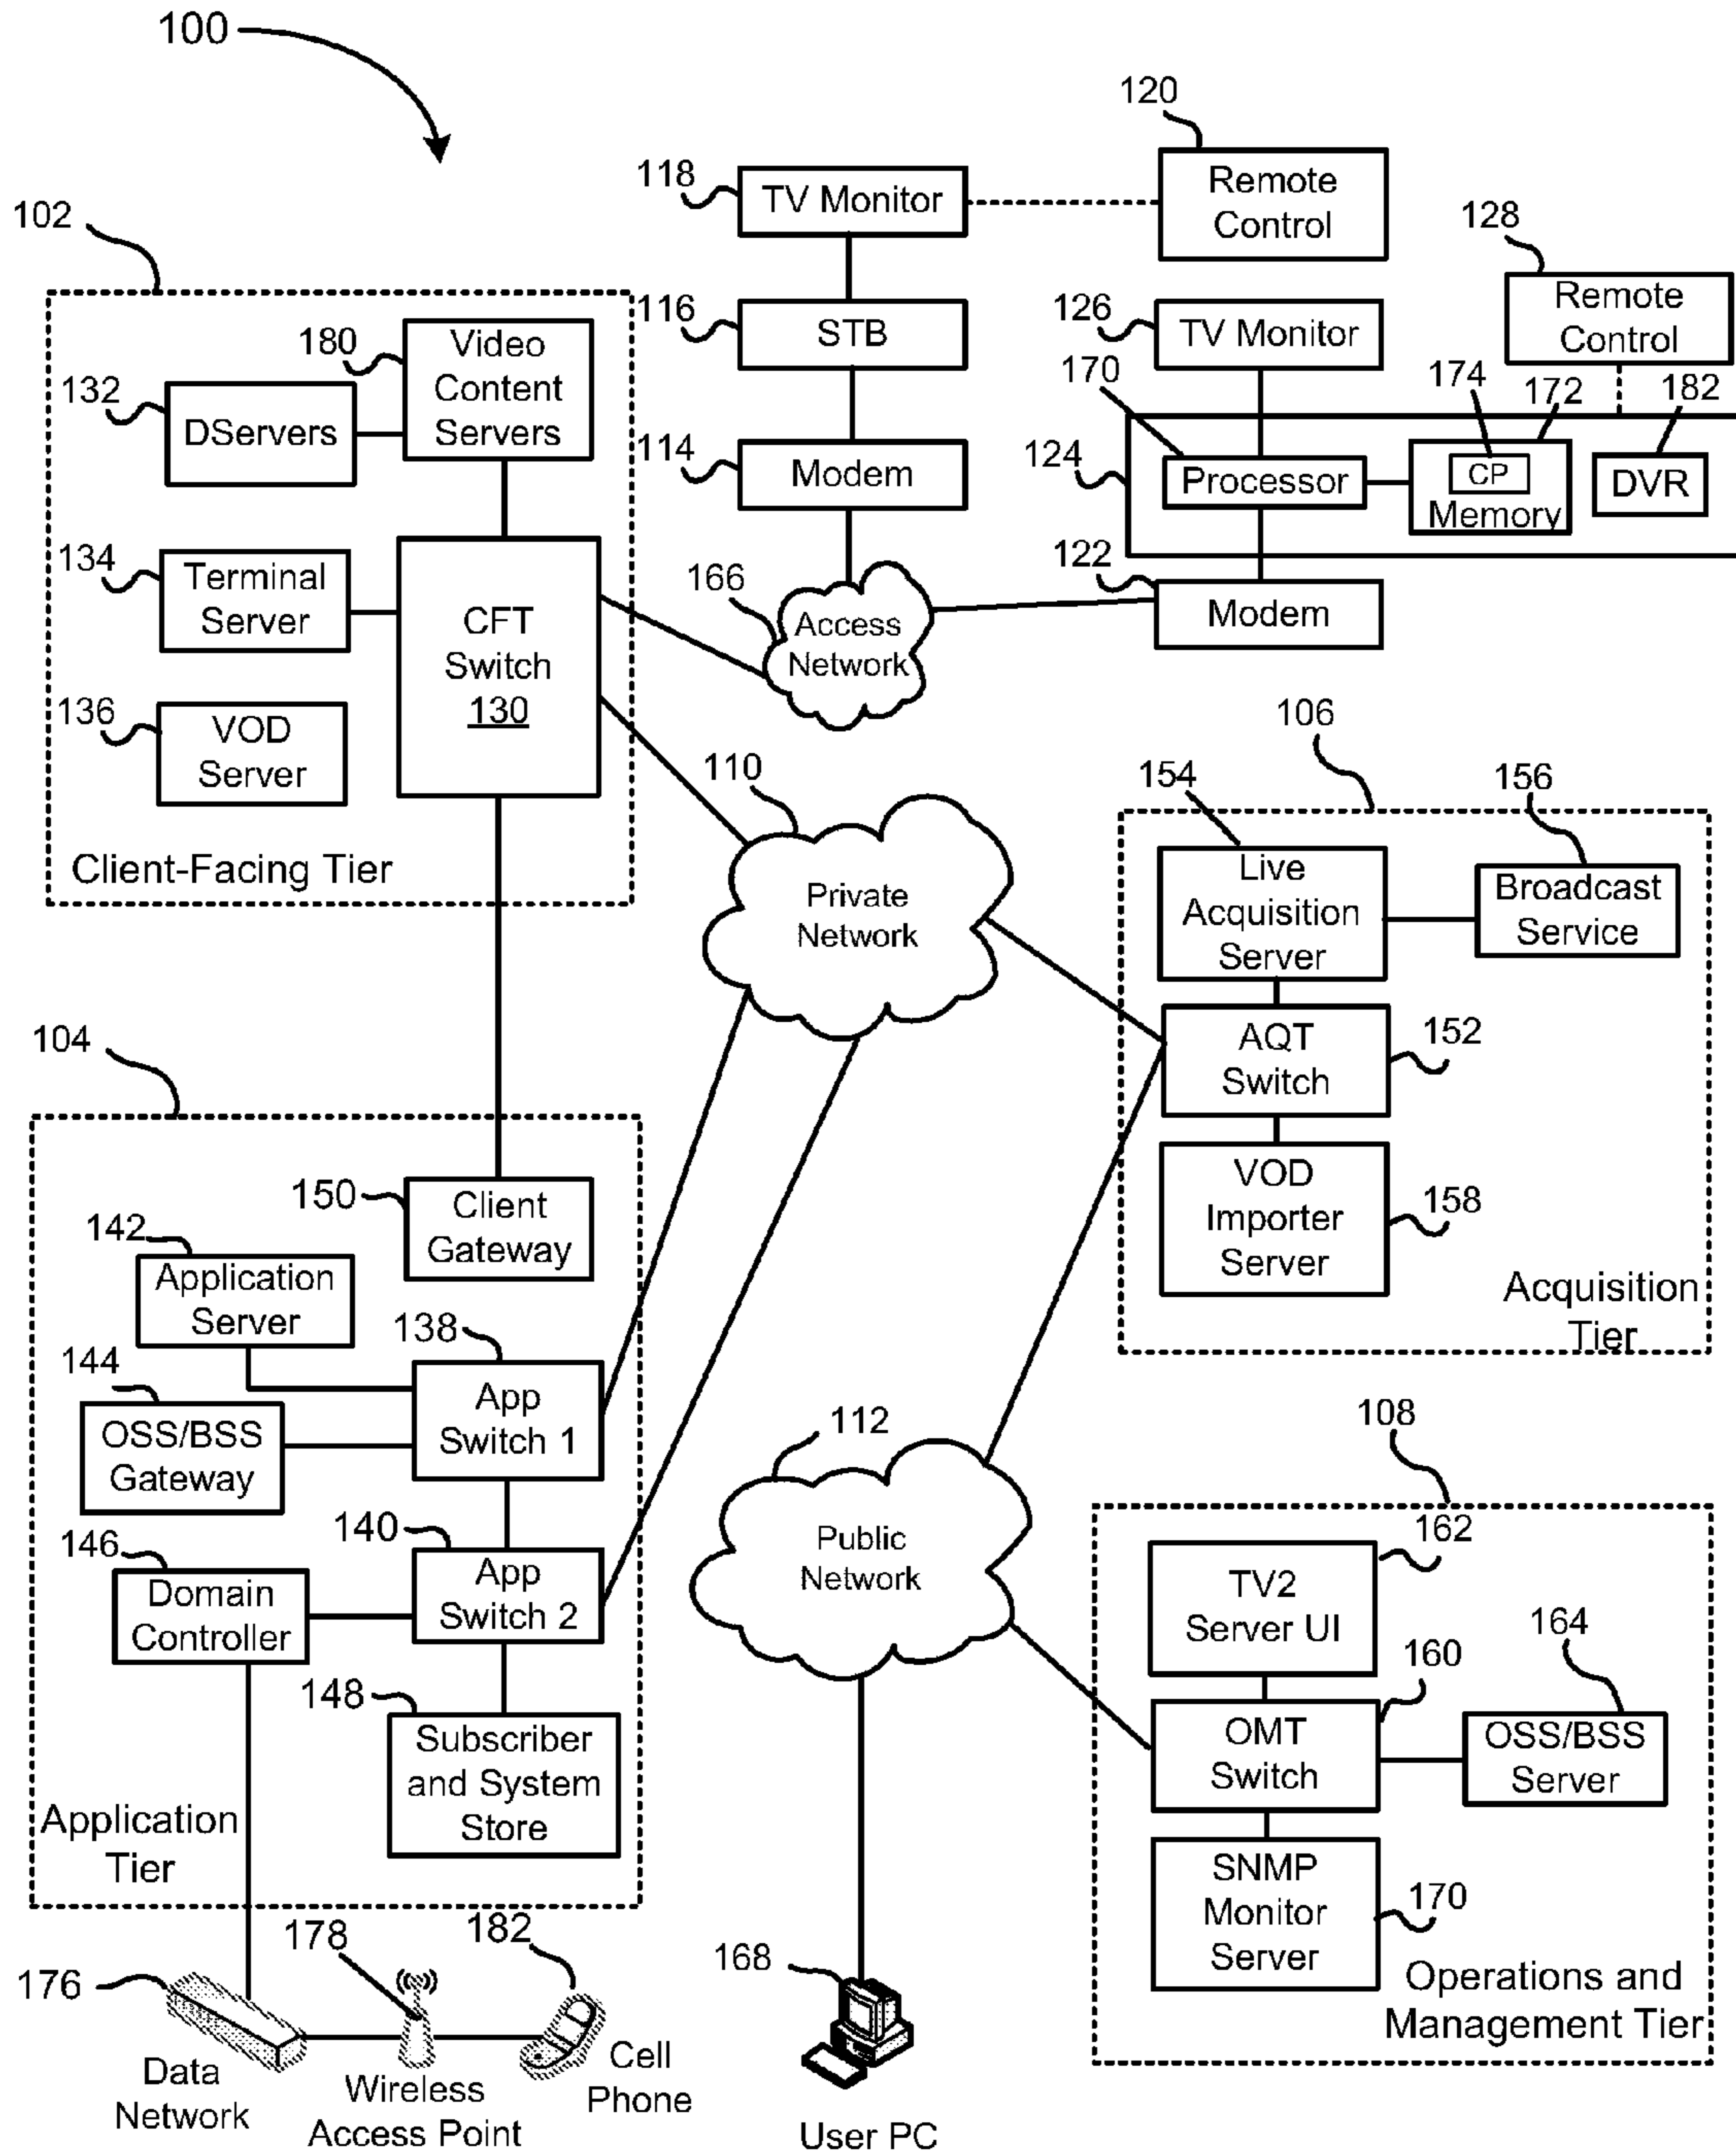 100
120
118
TV Monitor
Remote
Control
102
128
Remote
Control
116
STB
126
TV Monitor
180
Video
Content
Servers
132
DServers
170
174
172
182
114
Modem
124
Processor
CP
Memory
DVR
134
Terminal
Server
CFT
Switch
130
166
Access
Network
122
Modem
136
VOD
Server
Client-Facing Tier
110
Private
Network
106
154
156
Live
Acquisition
Server
Broadcast
Service
104
AQT
Switch
152
150
Client
Gateway
VOD
Importer
Server
158
Acquisition
Tier
142
Application
Server
138
App
Switch 1
144
OSS/BSS
Gateway
112
Public
Network
108
140
App
Switch 2
146
Domain
Controller
162
TV2
Server UI
164
160
OMT
Switch
OSS/BSS
Server
148
Subscriber
and System
Store
Application
Tier
SNMP
Monitor
Server
170
Operations and
Management Tier
178
182
176
168
Data
Network
Wireless
Access Point
Cell
Phone
User PC